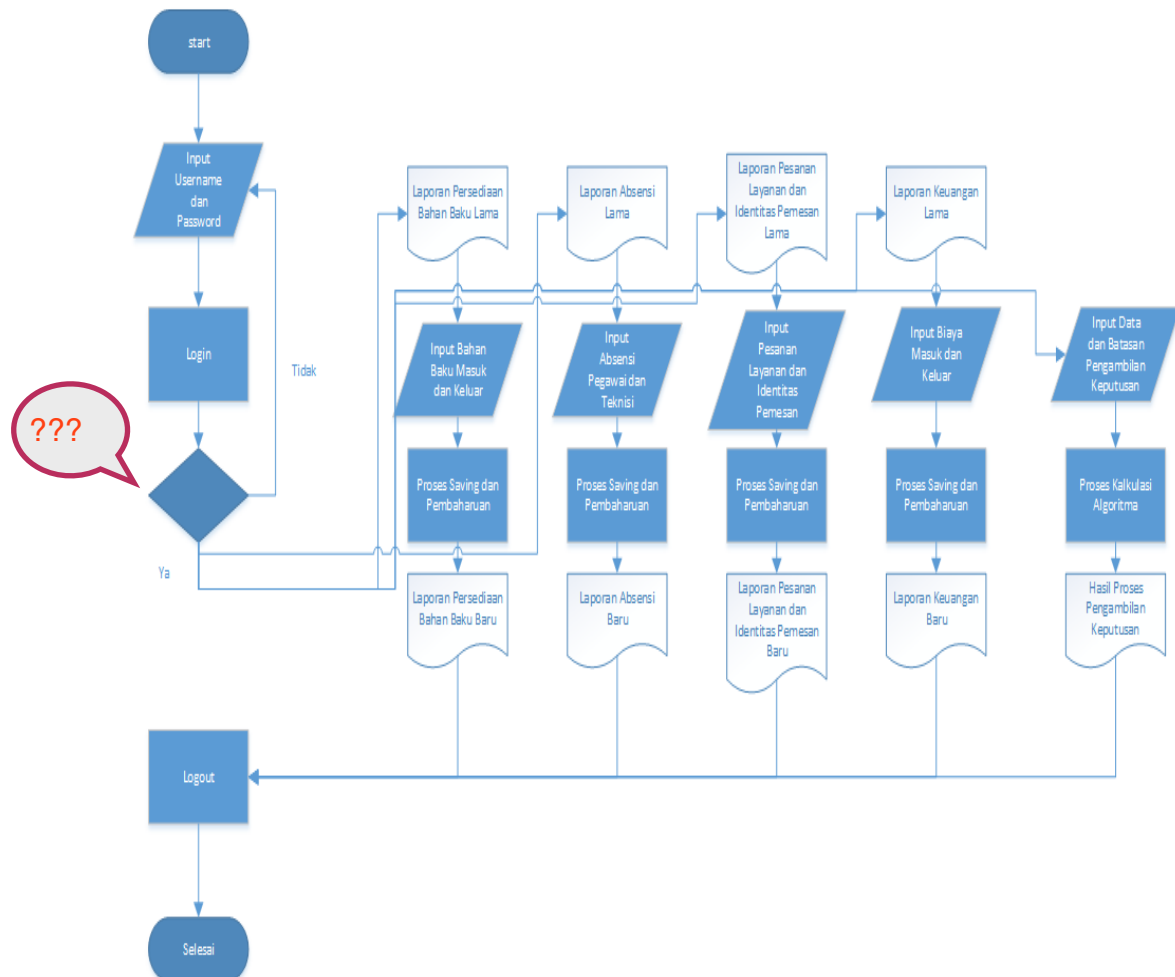 start
Input
Username
dan
Password
Login
Tidak
???
Ya
Laporan Persediaan
Bahan Baku Lama
Input Bahan
Baku Masuk
dan Keluar
Proses Saving dan
Pembaharuan
Laporan Persediaan
Bahan Baku Baru
Laporan Absensi
Lama
Input
Absensi
Pegawai dan
Teknisi
Proses Saving dan
Pembaharuan
Laporan Absensi
Baru
Laporan Pesanan
Layanan dan
Identitas Pemesan
Lama
Input
Pesanan
Layanan dan
Identitas
Pemesan
Proses Saving dan
Pembaharuan
Laporan Pesanan
Layanan dan
Identitas Pemesan
Baru
Laporan Keuangan
Lama
Input Biaya
Masuk dan
Keluar
Proses Saving dan
Pembaharuan
Laporan Keuangan
Baru
Input Data
dan Batasan
Pengambilan
Keputusan
Proses Kalkulasi
Algoritma
Hasil Proses
Pengambilan
Keputusan
Logout
Selesai